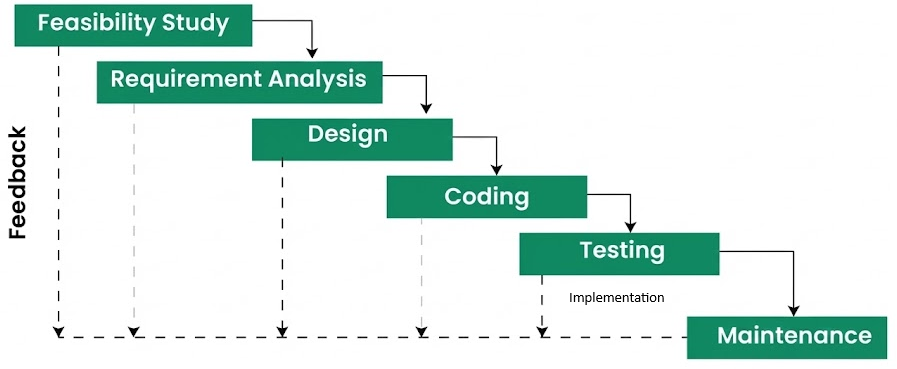 Feasibility Study
Requirement Analysis
Design
Feedback
Coding
Testing
Implementation
Maintenance